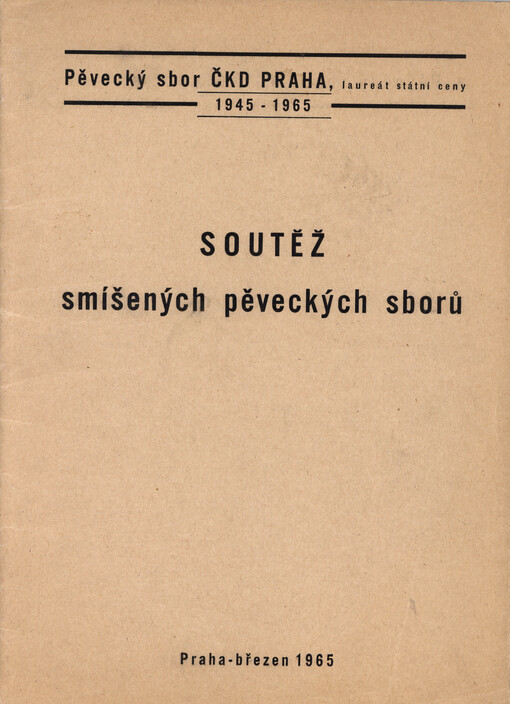 Pěvecký sbor ČKD PRAHA, laureát státní ceny
1945 - 1965
SOUTĚŽ
smíšených pěveckých sborů
Praha-březen 1965